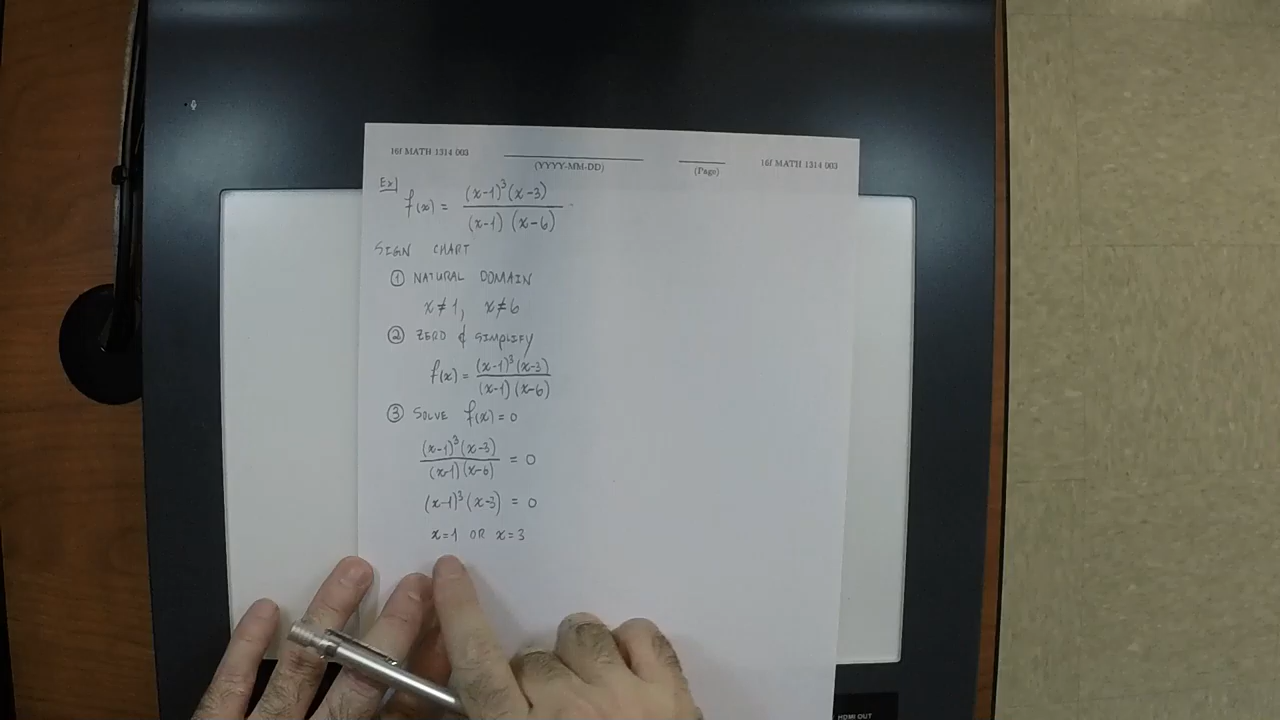 16f MATH 1314 003
(YYYY-MM-DD)
(Page)
16f MATH 1314 003
Ex]
f(x) = (x-1)³(x-3) / (x-1)(x-6)
SIGN CHART
① NATURAL DOMAIN
x≠1, x≠6
② ZERO & SIMPLIFY
f(x) = (x-1)³(x-3) / (x-1)(x-6)
③ SOLVE f(x)=0
(x-1)³(x-3) / (x-1)(x-6) = 0
(x-1)³(x-3) = 0
x=1 OR x=3
HDMI OUT